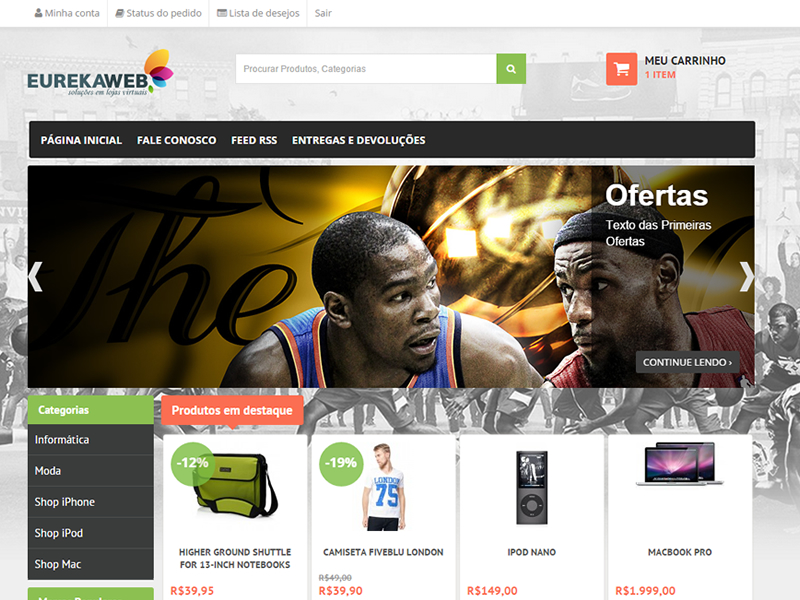 Minha conta
Status do pedido
Lista de desejos
Sair
EUREKAWEB
soluções em lojas virtuais
Procurar Produtos, Categorias
MEU CARRINHO
1 ITEM
PÁGINA INICIAL
FALE CONOSCO
FEED RSS
ENTREGAS E DEVOLUÇÕES
The
Ofertas
Texto das Primeiras
Ofertas
CONTINUE LENDO ›
Categorias
Informática
Moda
Shop iPhone
Shop iPod
Shop Mac
Produtos em destaque
-12%
HIGHER GROUND SHUTTLE
FOR 13-INCH NOTEBOOKS
R$39,95
-19%
LONDON
75
CAMISETA FIVEBLU LONDON
R$49,00
R$39,90
IPOD NANO
R$149,00
MACBOOK PRO
R$1.999,00